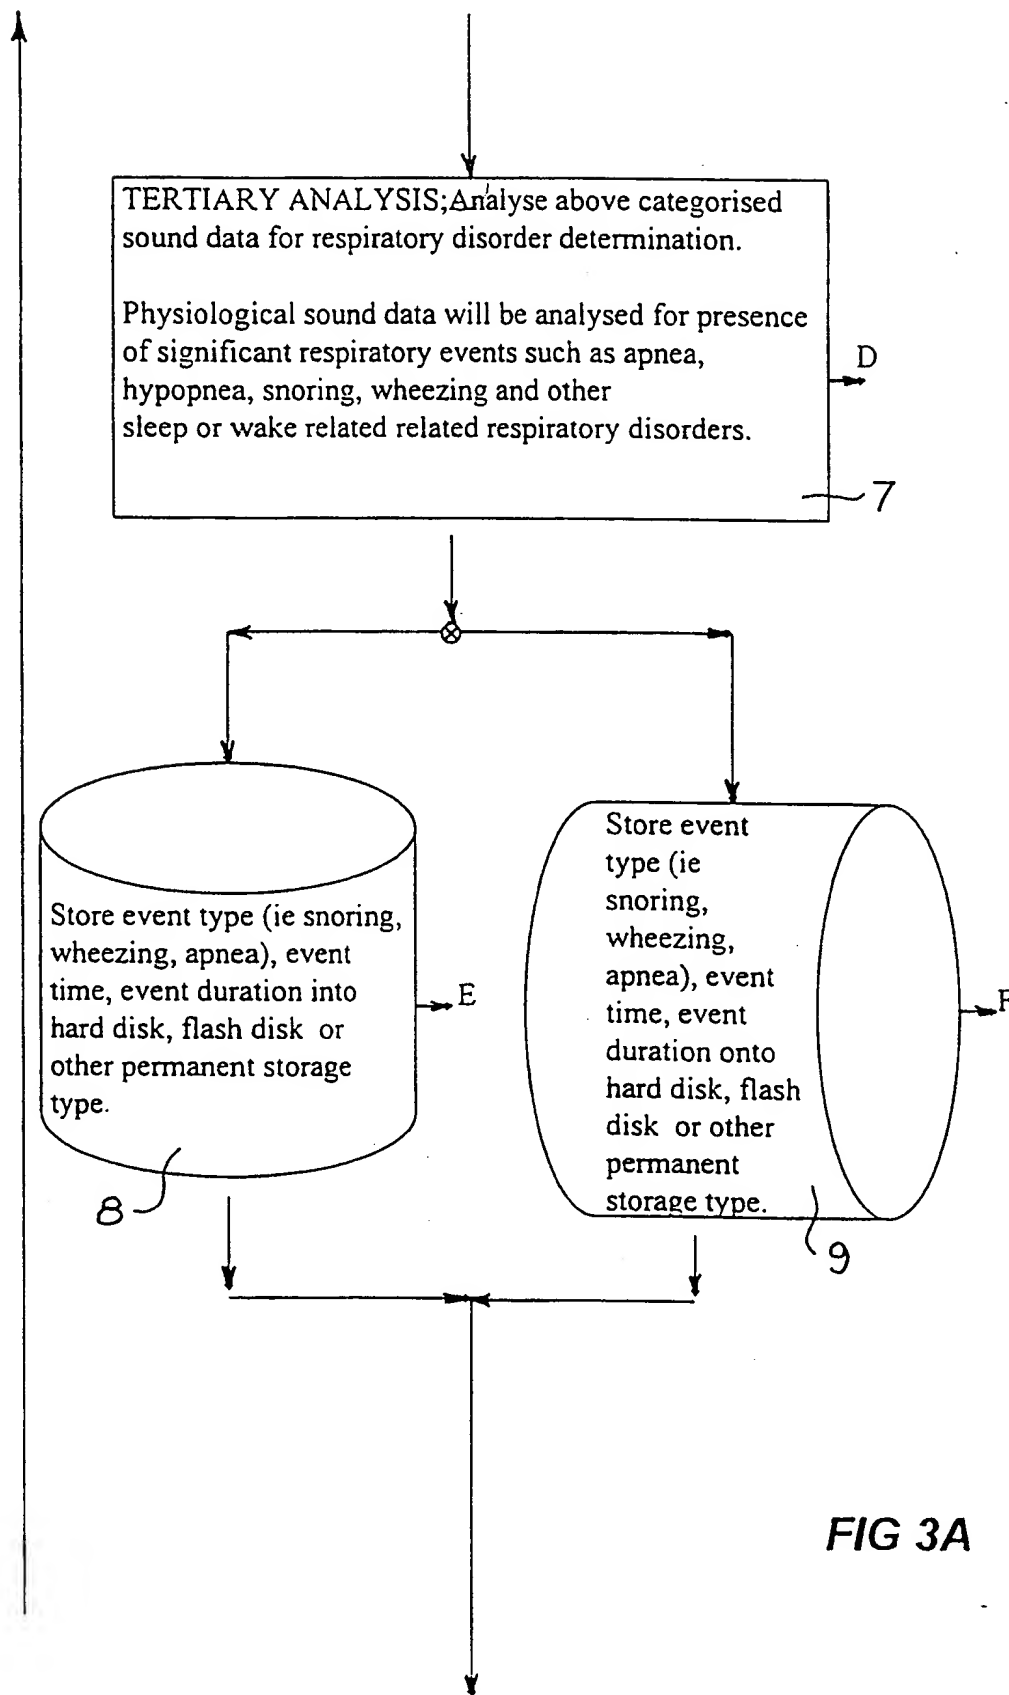 TERTIARY ANALYSIS;Analyse above categorised
sound data for respiratory disorder determination.
Physiological sound data will be analysed for presence
of significant respiratory events such as apnea,
hypopnea, snoring, wheezing and other
sleep or wake related related respiratory disorders.
D
7
Store event type (ie snoring,
wheezing, apnea), event
time, event duration into
hard disk, flash disk or
other permanent storage
type.
E
8
Store event
type (ie
snoring,
wheezing,
apnea), event
time, event
duration onto
hard disk, flash
disk or other
permanent
storage type.
F
9
FIG 3A